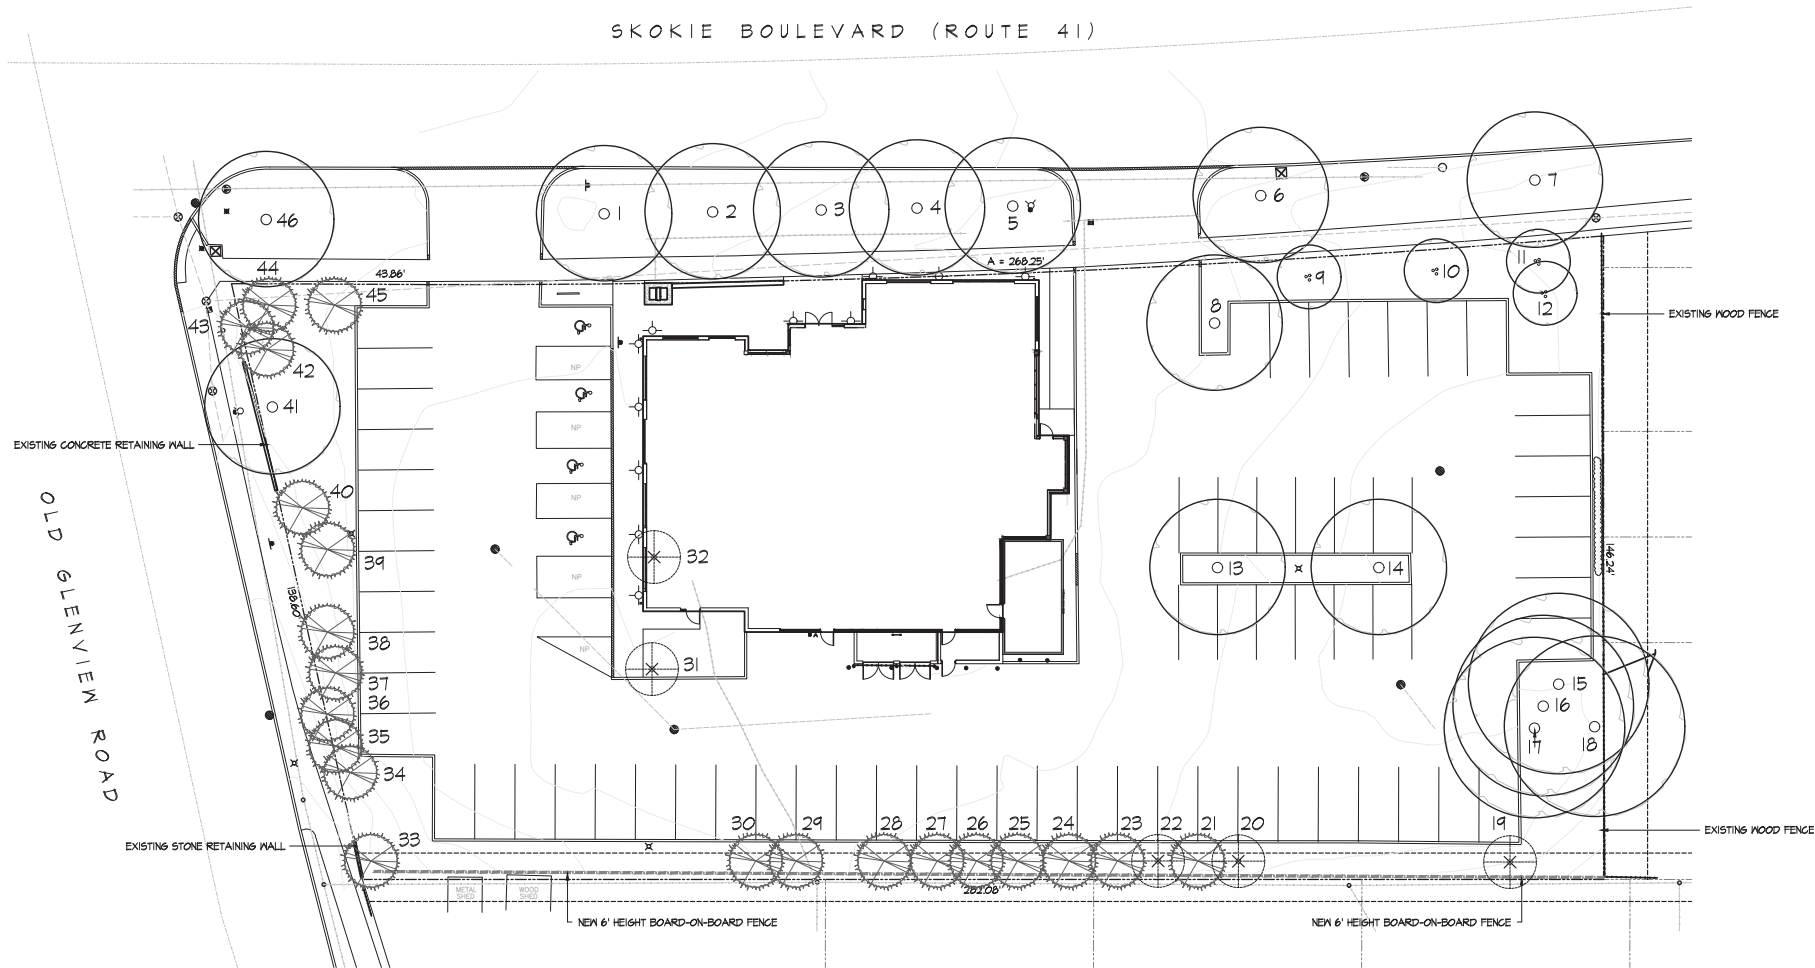 SKOKIE BOULEVARD (ROUTE 41)
7
6
46
1
2
3
4
5
A = 268.25'
43.86'
44
45
43
42
41
9
10
11
12
8
EXISTING WOOD FENCE
NP
NP
NP
NP
NP
EXISTING CONCRETE RETAINING WALL
40
39
38
37
36
35
34
33
OLD GLENVIEW ROAD
138.60'
32
31
13
14
146.24'
15
16
17
18
30
29
28
27
26
25
24
23
22
21
20
19
EXISTING WOOD FENCE
EXISTING STONE RETAINING WALL
METAL
SHED
WOOD
SHED
282.08'
NEW 6' HEIGHT BOARD-ON-BOARD FENCE
NEW 6' HEIGHT BOARD-ON-BOARD FENCE